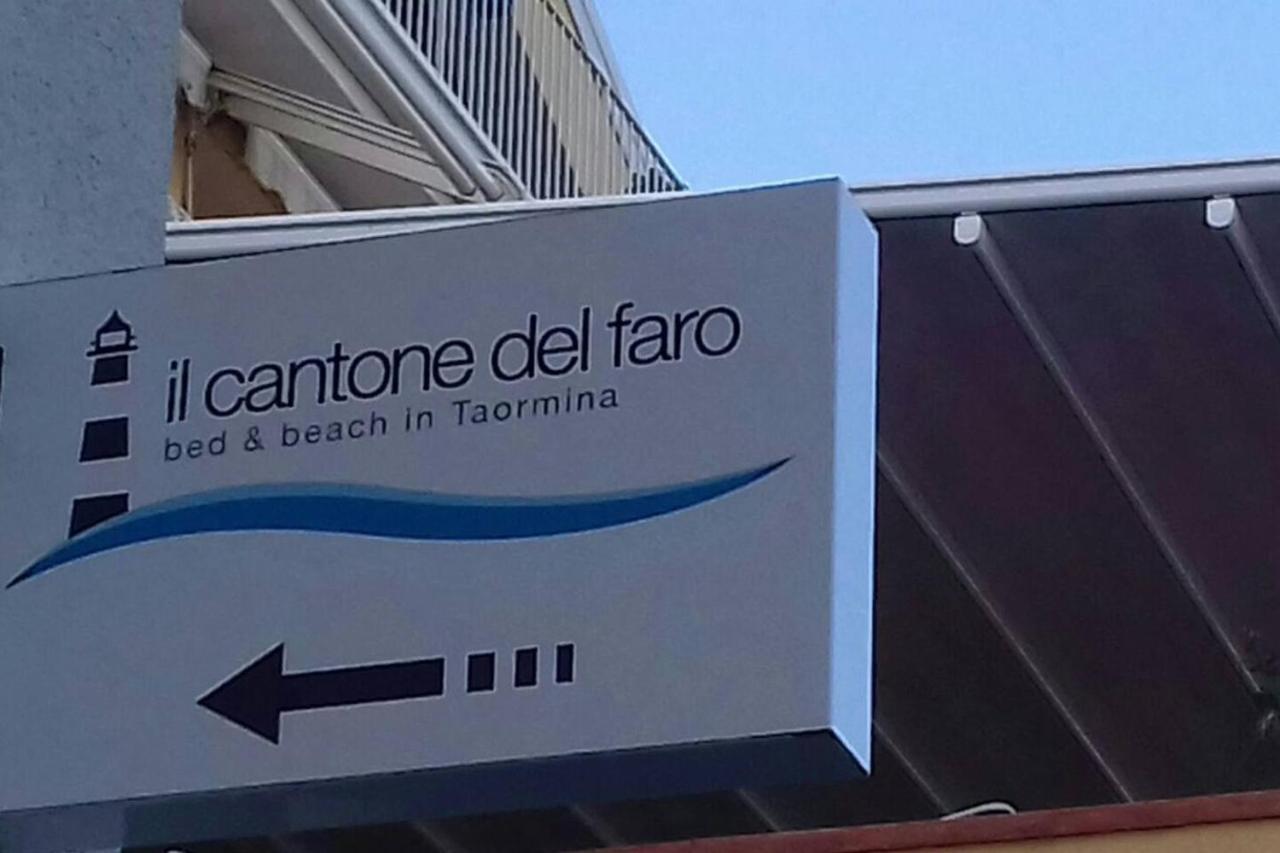 il cantone del faro
bed & beach in Taormina